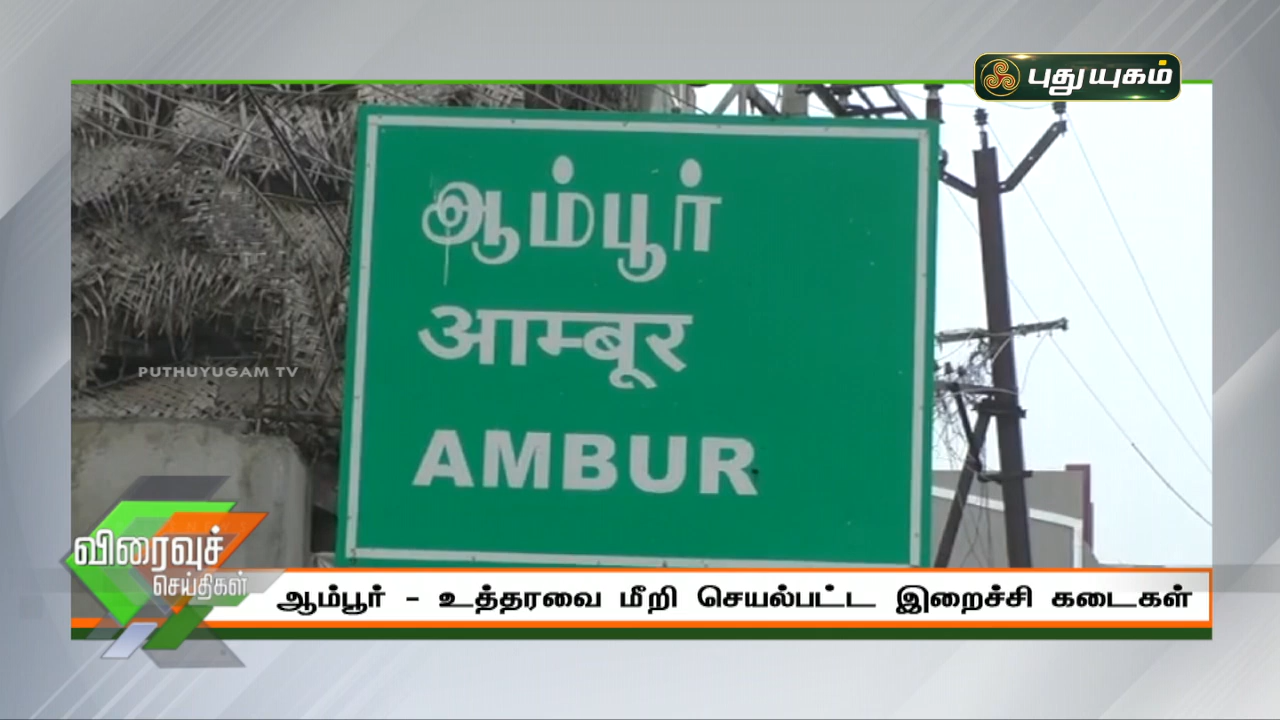 புதுயுகம்
ஆம்பூர்
आम्बूर
AMBUR
PUTHUYUGAM TV
விரைவுச்
செய்திகள்
ஆம்பூர் - உத்தரவை மீறி செயல்பட்ட இறைச்சி கடைகள்